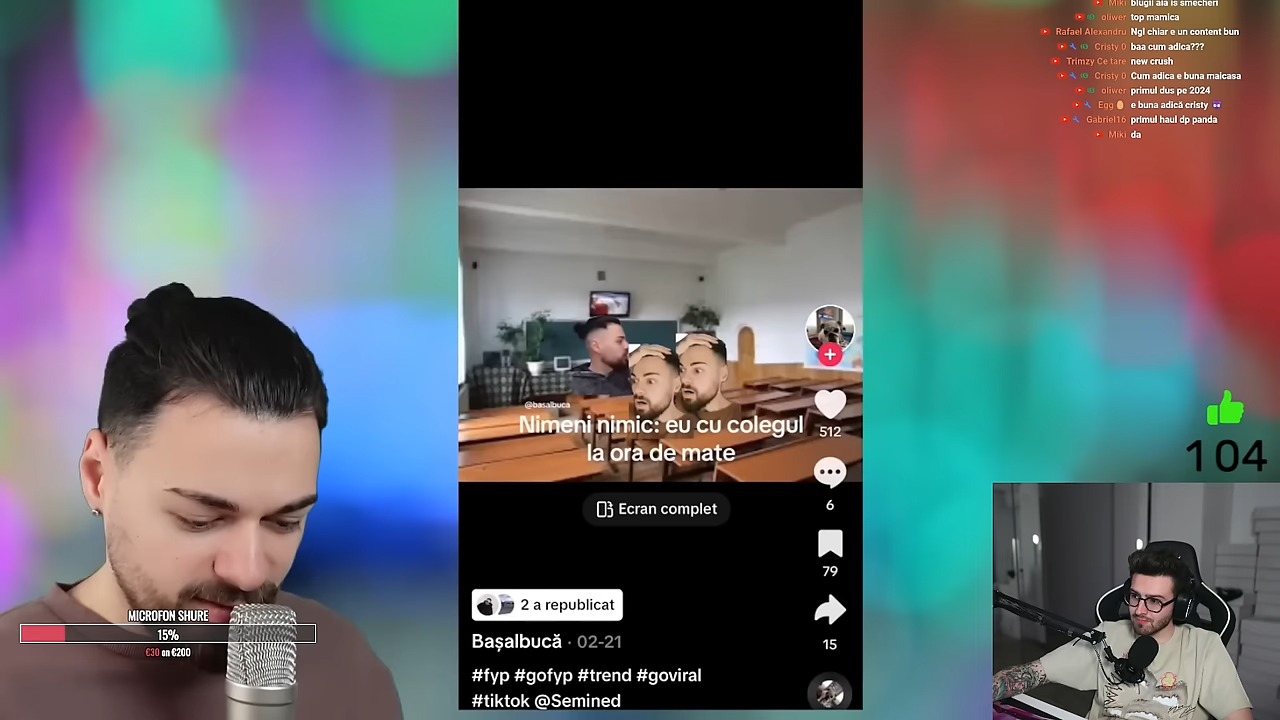 Miki blugii aia is smecheri
oliwer top mamica
Rafael Alexandru Ngl chiar e un content bun
Cristy 0 baa cum adica???
Trimzy Ce tare new crush
Cristy 0 Cum adica e buna maicasa
oliwer primul dus pe 2024
Egg e buna adică cristy
Gabriel16 primul haul dp panda
Miki da
@basalbuca
Nimeni nimic: eu cu colegul
la ora de mate
512
6
Ecran complet
79
2 a republicat
15
Bașalbucă · 02-21
#fyp #gofyp #trend #goviral
#tiktok @Semined
104
MICROFON SHURE
15%
€30 on €200